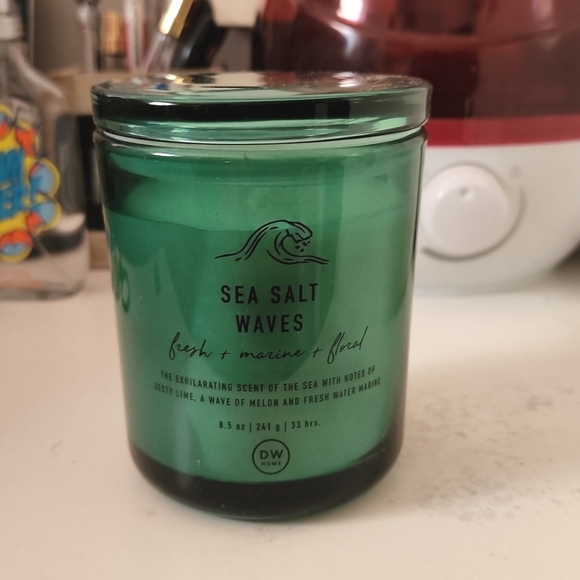 SEA SALT
WAVES
fresh + marine + floral
THE EXHILARATING SCENT OF THE SEA WITH NOTES OF
ZESTY LIME, A WAVE OF MELON AND FRESH WATER MARINE
8.5 oz | 241 g | 33 hrs.
DW
HOME